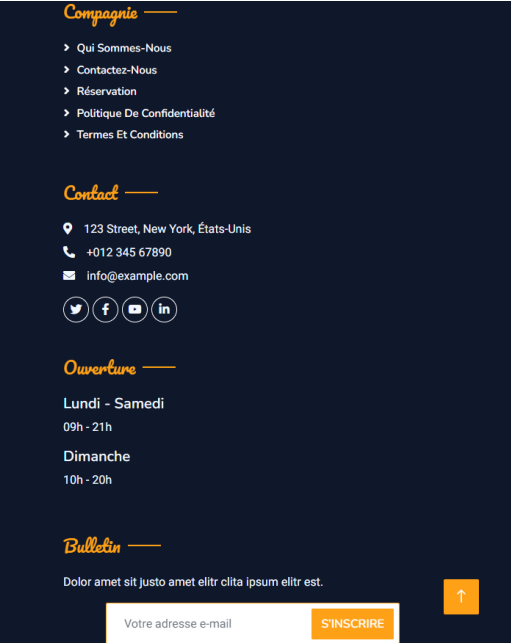 Compagnie
Qui Sommes-Nous
Contactez-Nous
Réservation
Politique De Confidentialité
Termes Et Conditions
Contact
123 Street, New York, États-Unis
+012 345 67890
info@example.com
Ouverture
Lundi - Samedi
09h - 21h
Dimanche
10h - 20h
Bulletin
Dolor amet sit justo amet elitr clita ipsum elitr est.
Votre adresse e-mail S'INSCRIRE